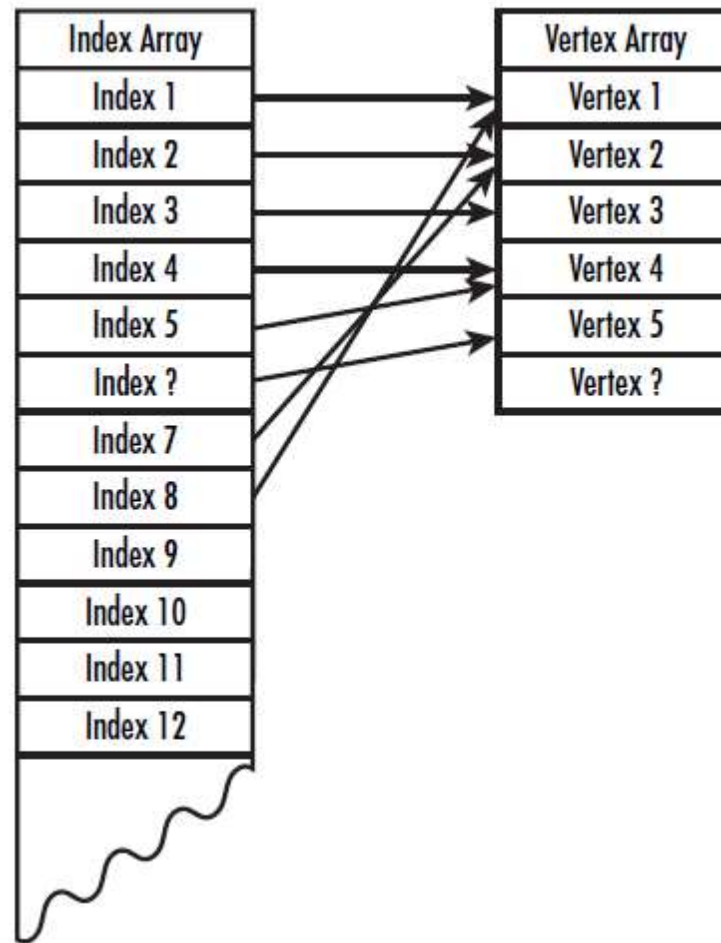 Index Array
Index 1
Index 2
Index 3
Index 4
Index 5
Index ?
Index 7
Index 8
Index 9
Index 10
Index 11
Index 12
Vertex Array
Vertex 1
Vertex 2
Vertex 3
Vertex 4
Vertex 5
Vertex ?